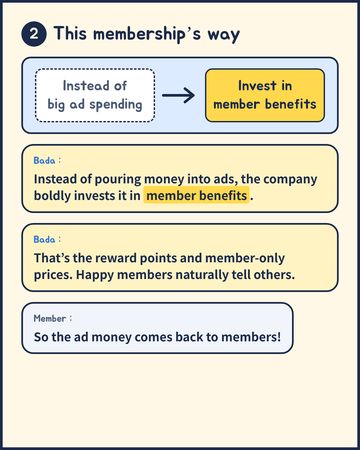 2 This membership's way
Instead of
big ad spending
Invest in
member benefits
Bada :
Instead of pouring money into ads, the company
boldly invests it in member benefits.
Bada :
That's the reward points and member-only
prices. Happy members naturally tell others.
Member :
So the ad money comes back to members!